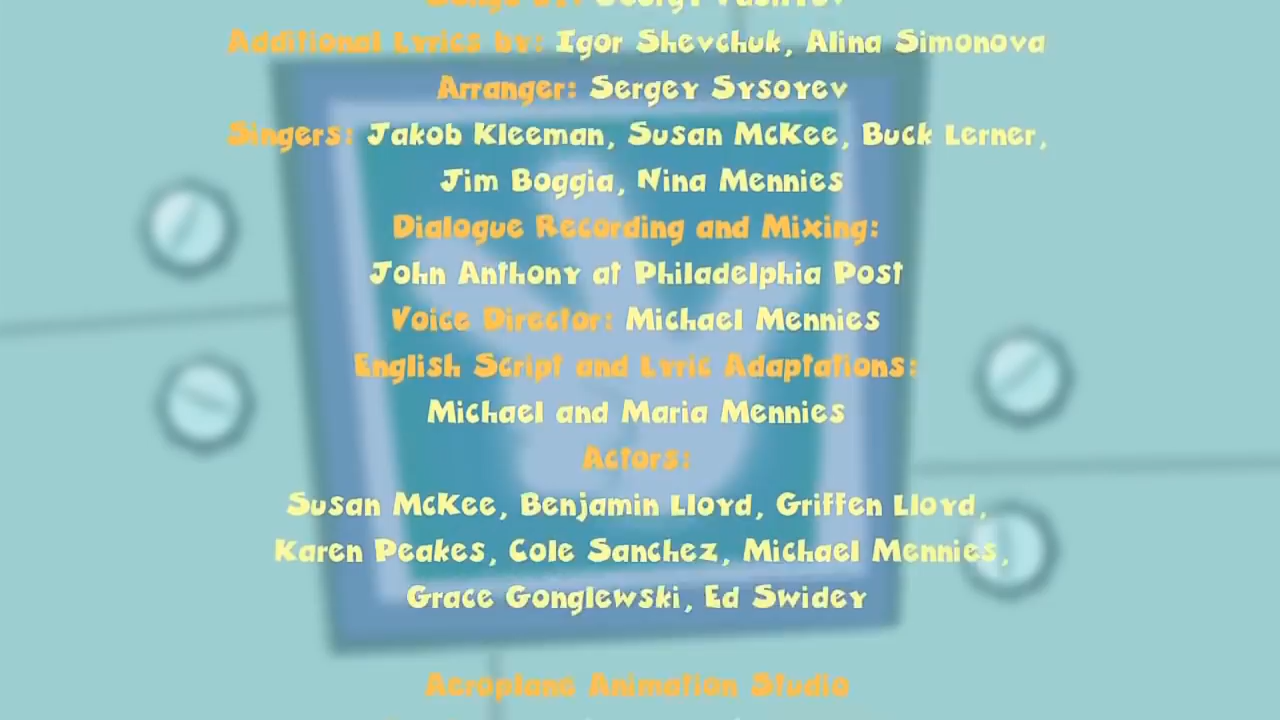 Additional Lyrics by: Igor Shevchuk, Alina Simonova
Arranger: Sergey Sysoyev
Singers: Jakob Kleeman, Susan McKee, Buck Lerner,
Jim Boggia, Nina Mennies
Dialogue Recording and Mixing:
John Anthony at Philadelphia Post
Voice Director: Michael Mennies
English Script and Lyric Adaptations:
Michael and Maria Mennies
Actors:
Susan McKee, Benjamin Lloyd, Griffen Lloyd,
Karen Peakes, Cole Sanchez, Michael Mennies,
Grace Gonglewski, Ed Swidey
Aeroplane Animation Studio